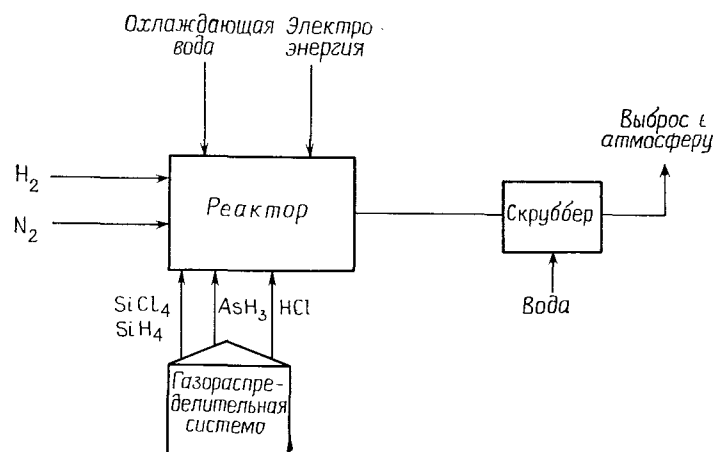 Охлаждающая
вода
Электро
энергия
Выброс в
атмосферу
H2
N2
Реактор
Скруббер
Вода
SiCl4
SiH4
AsH3
HCl
Газораспре-
делительная
система